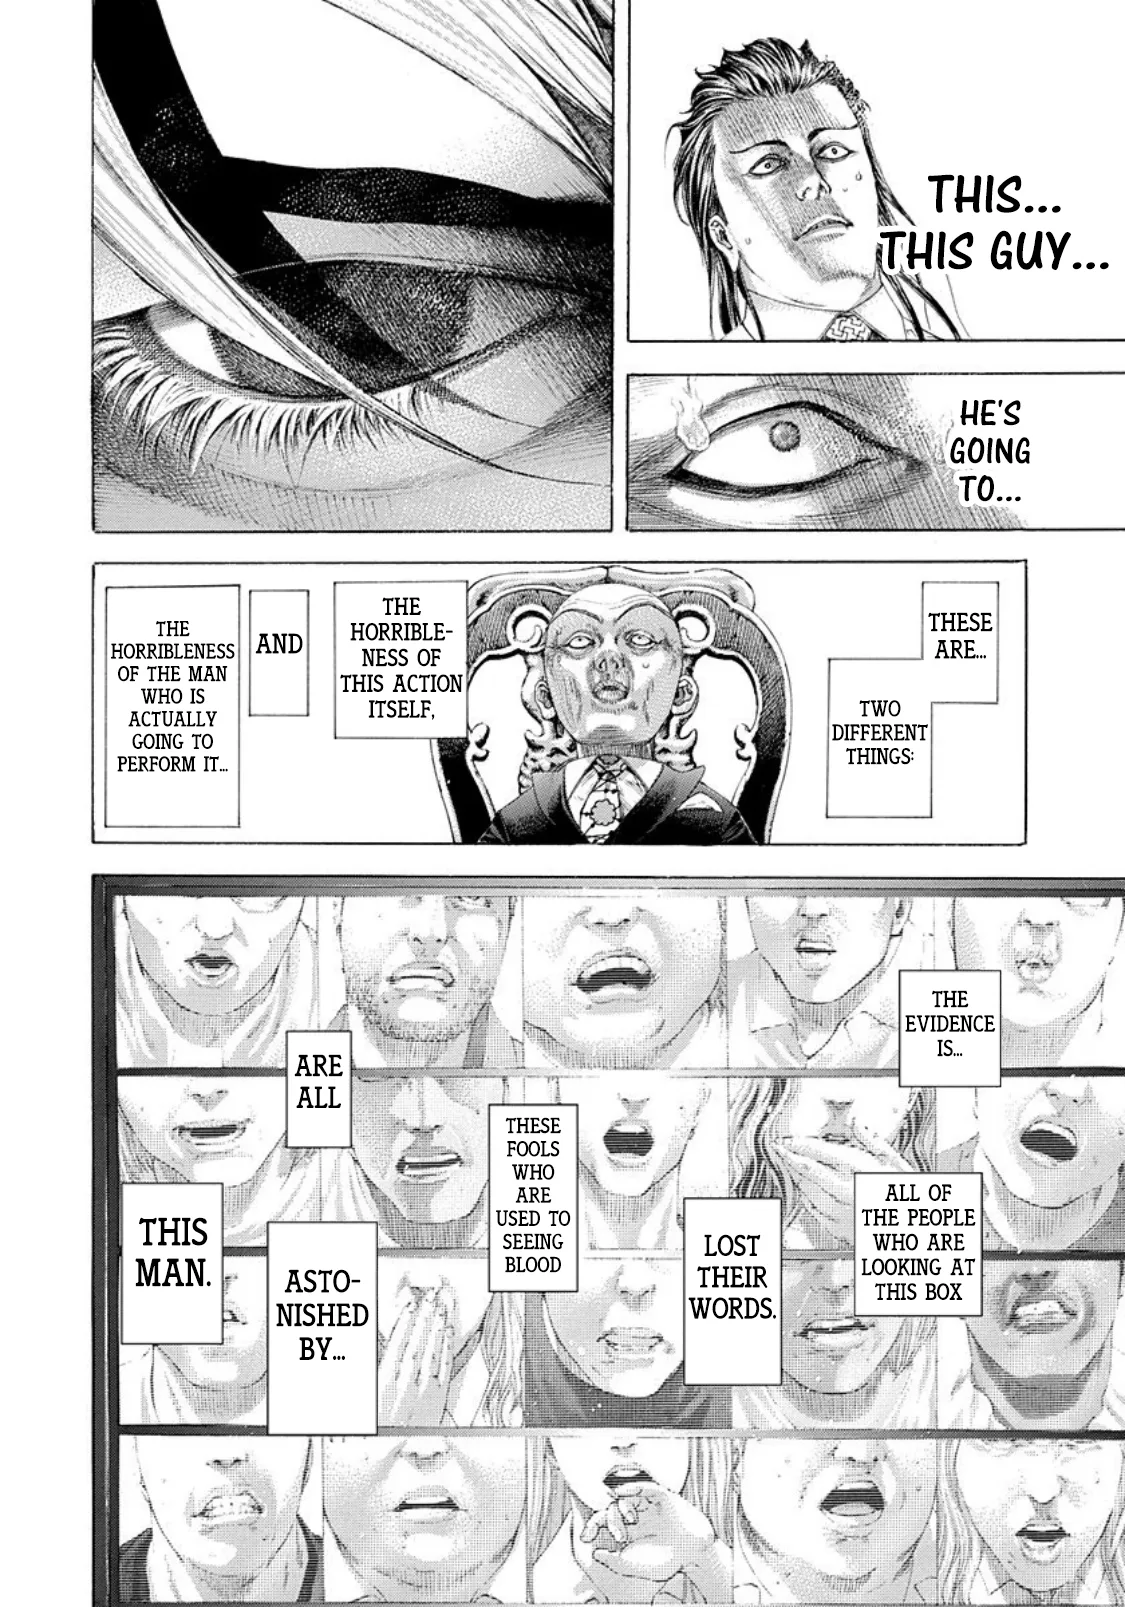 THIS...
THIS GUY...
HE'S
GOING
TO...
THESE
ARE...
TWO
DIFFERENT
THINGS:
THE
HORRIBLE-
NESS OF
THIS ACTION
ITSELF,
AND
THE
HORRIBLENESS
OF THE MAN
WHO IS
ACTUALLY
GOING TO
PERFORM IT...
THE
EVIDENCE
IS...
ALL OF
THE PEOPLE
WHO ARE
LOOKING AT
THIS BOX
LOST
THEIR
WORDS.
THESE
FOOLS
WHO
ARE
USED TO
SEEING
BLOOD
ARE
ALL
ASTO-
NISHED
BY...
THIS
MAN.